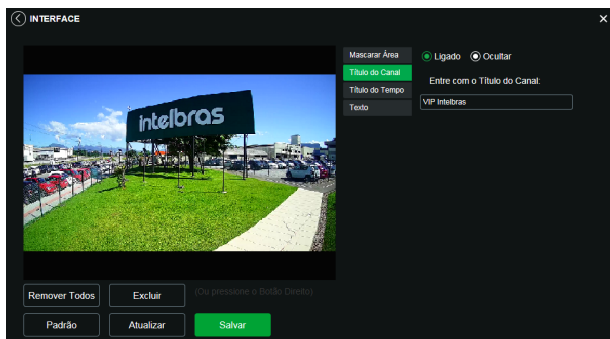 INTERFACE
×
Mascarar Área
Título do Canal
Título do Tempo
Texto
Ligado
Ocultar
Entre com o Título do Canal:
VIP Intelbras
intelbras
Remover Todos
Excluir
(Ou pressione o Botão Direito)
Padrão
Atualizar
Salvar